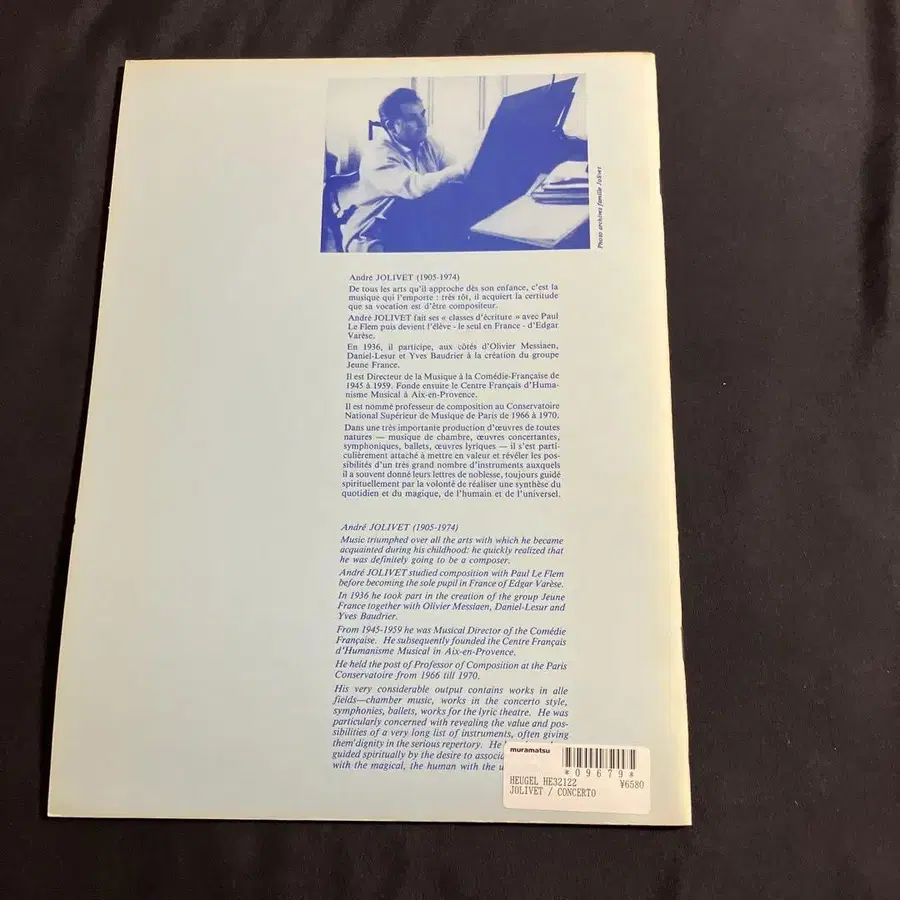 Photo archives famille Jolivet
André JOLIVET (1905-1974)
De tous les arts qu'il approche dès son enfance, c'est la
musique qui l'emporte : très tôt, il acquiert la certitude
que sa vocation est d'être compositeur.
André JOLIVET fait ses « classes d'écriture » avec Paul
Le Flem puis devient l'élève - le seul en France - d'Edgar
Varèse.
En 1936, il participe, aux côtés d'Olivier Messiaen,
Daniel-Lesur et Yves Baudrier à la création du groupe
Jeune France.
Il est Directeur de la Musique à la Comédie-Française de
1945 à 1959. Fonde ensuite le Centre Français d'Huma-
nisme Musical à Aix-en-Provence.
Il est nommé professeur de composition au Conservatoire
National Supérieur de Musique de Paris de 1966 à 1970.
Dans une très importante production d'œuvres de toutes
natures — musique de chambre, œuvres concertantes,
symphoniques, ballets, œuvres lyriques — il s'est parti-
culièrement attaché à mettre en valeur et révéler les pos-
sibilités d'un très grand nombre d'instruments auxquels
il a souvent donné leurs lettres de noblesse, toujours guidé
spirituellement par la volonté de réaliser une synthèse du
quotidien et du magique, de l'humain et de l'universel.
André JOLIVET (1905-1974)
Music triumphed over all the arts with which he became
acquainted during his childhood: he quickly realized that
he was definitely going to be a composer.
André JOLIVET studied composition with Paul Le Flem
before becoming the sole pupil in France of Edgar Varèse.
In 1936 he took part in the creation of the group Jeune
France together with Olivier Messiaen, Daniel-Lesur and
Yves Baudrier.
From 1945-1959 he was Musical Director of the Comédie
Française. He subsequently founded the Centre Français
d'Humanisme Musical in Aix-en-Provence.
He held the post of Professor of Composition at the Paris
Conservatoire from 1966 till 1970.
His very considerable output contains works in alle
fields—chamber music, works in the concerto style,
symphonies, ballets, works for the lyric theatre. He was
particularly concerned with revealing the value and pos-
sibilities of a very long list of instruments, often giving
them dignity in the serious repertory. He
guided spiritually by the desire to
with the magical, the human with the
muramatsu
*09679*
HEUGEL HE32122 ¥6580
JOLIVET / CONCERTO